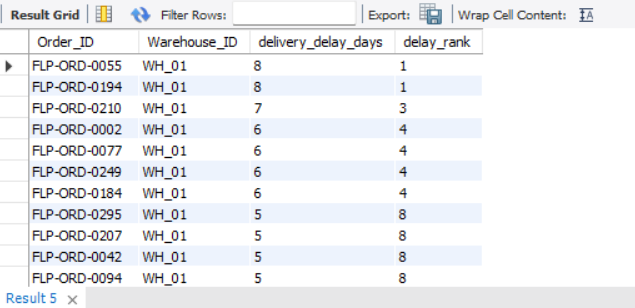 Result Grid Filter Rows: Export: Wrap Cell Content:
Order_ID Warehouse_ID delivery_delay_days delay_rank
FLP-ORD-0055 WH_01 8 1
FLP-ORD-0194 WH_01 8 1
FLP-ORD-0210 WH_01 7 3
FLP-ORD-0002 WH_01 6 4
FLP-ORD-0077 WH_01 6 4
FLP-ORD-0249 WH_01 6 4
FLP-ORD-0184 WH_01 6 4
FLP-ORD-0295 WH_01 5 8
FLP-ORD-0207 WH_01 5 8
FLP-ORD-0042 WH_01 5 8
FLP-ORD-0094 WH_01 5 8
Result 5